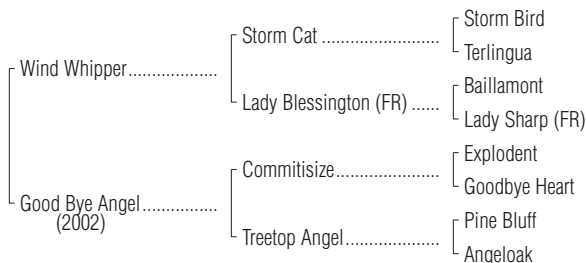 Storm Bird
Storm Cat ............................
Terlingua
Wind Whipper.....................
Baillamont
Lady Blessington (FR) ......
Lady Sharp (FR)
Explodent
Commitisize........................
Goodbye Heart
Good Bye Angel..................
(2002)
Pine Bluff
Treetop Angel......................
Angeloak